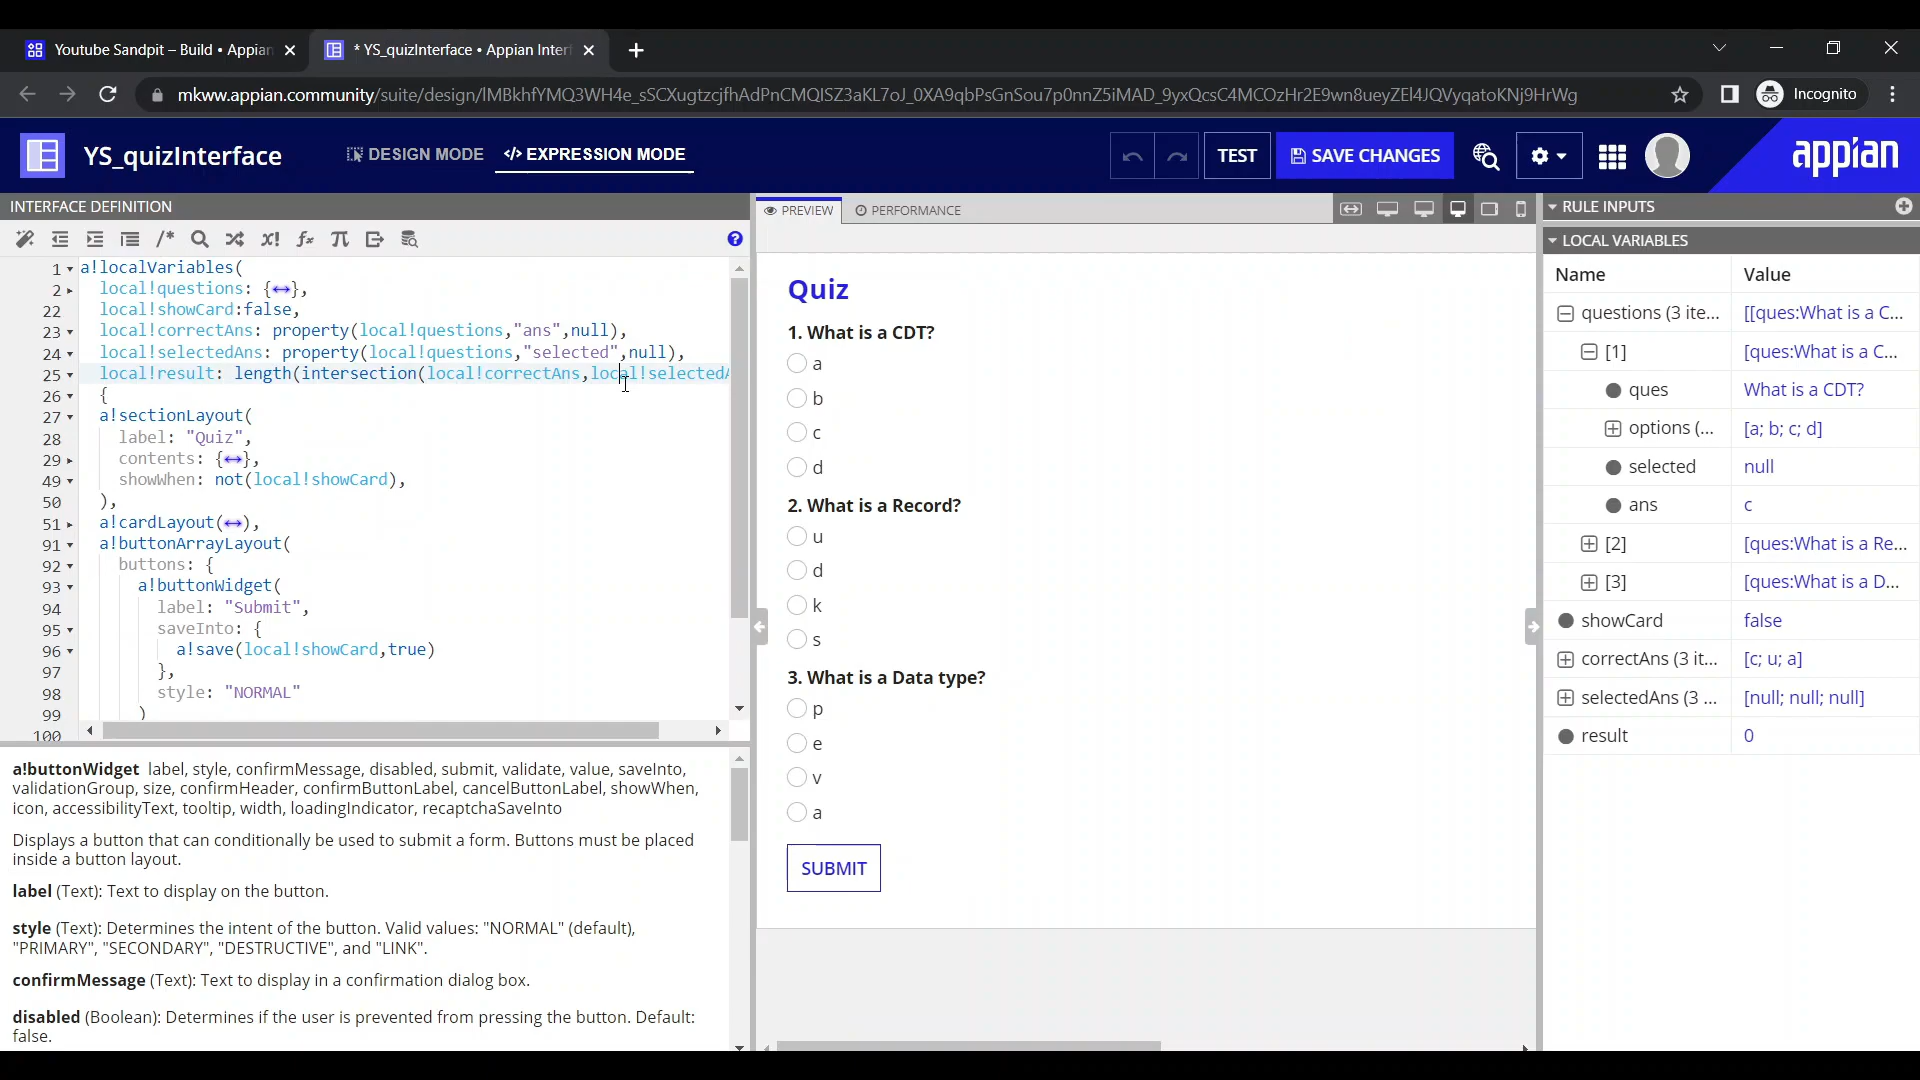 Youtube Sandpit – Build • Appian
* YS_quizInterface • Appian Inter
mkww.appian.community/suite/design/lMBkhfYMQ3WH4e_sSCXugtzcjfhAdPnCMQISZ3aKL7oJ_0XA9qbPsGnSou7p0nnZ5iMAD_9yxQcsC4MCOzHr2E9wn8ueyZEl4JQVyqatoKNj9HrWg
Incognito
YS_quizInterface
DESIGN MODE
</> EXPRESSION MODE
TEST
SAVE CHANGES
appian
INTERFACE DEFINITION
1 a!localVariables(
2 local!questions: {↔},
22 local!showCard:false,
23 local!correctAns: property(local!questions,"ans",null),
24 local!selectedAns: property(local!questions,"selected",null),
25 local!result: length(intersection(local!correctAns,local!selectedA
26 {
27 a!sectionLayout(
28 label: "Quiz",
29 contents: {↔},
49 showWhen: not(local!showCard),
50 ),
51 a!cardLayout(↔),
91 a!buttonArrayLayout(
92 buttons: {
93 a!buttonWidget(
94 label: "Submit",
95 saveInto: {
96 a!save(local!showCard,true)
97 },
98 style: "NORMAL"
99 )
100
a!buttonWidget label, style, confirmMessage, disabled, submit, validate, value, saveInto,
validationGroup, size, confirmHeader, confirmButtonLabel, cancelButtonLabel, showWhen,
icon, accessibilityText, tooltip, width, loadingIndicator, recaptchaSaveInto
Displays a button that can conditionally be used to submit a form. Buttons must be placed
inside a button layout.
label (Text): Text to display on the button.
style (Text): Determines the intent of the button. Valid values: "NORMAL" (default),
"PRIMARY", "SECONDARY", "DESTRUCTIVE", and "LINK".
confirmMessage (Text): Text to display in a confirmation dialog box.
disabled (Boolean): Determines if the user is prevented from pressing the button. Default:
false.
PREVIEW
PERFORMANCE
Quiz
1. What is a CDT?
a
b
c
d
2. What is a Record?
u
d
k
s
3. What is a Data type?
p
e
v
a
SUBMIT
RULE INPUTS
LOCAL VARIABLES
Name Value
questions (3 ite... [[ques:What is a C...
[1] [ques:What is a C...
ques What is a CDT?
options (... [a; b; c; d]
selected null
ans c
[2] [ques:What is a Re...
[3] [ques:What is a D...
showCard false
correctAns (3 it... [c; u; a]
selectedAns (3 ... [null; null; null]
result 0